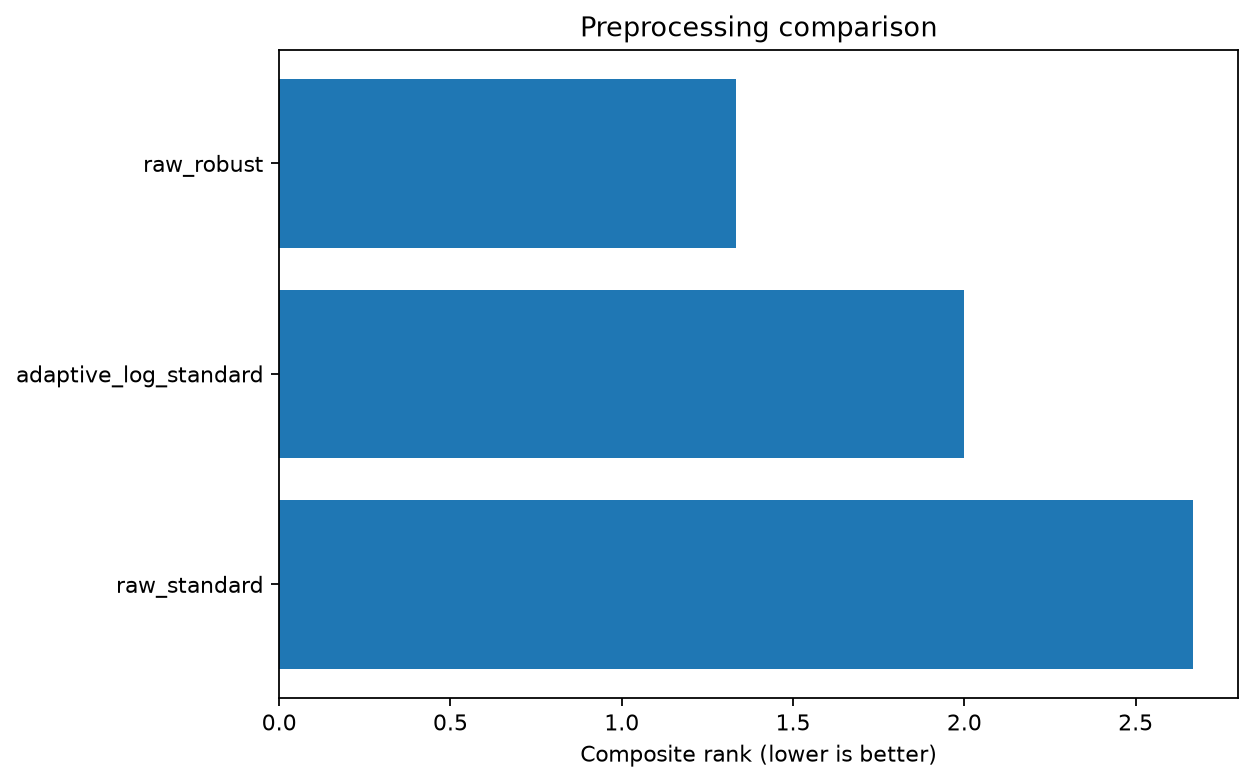 Preprocessing comparison
raw_robust
adaptive_log_standard
raw_standard
0.0 0.5 1.0 1.5 2.0 2.5
Composite rank (lower is better)